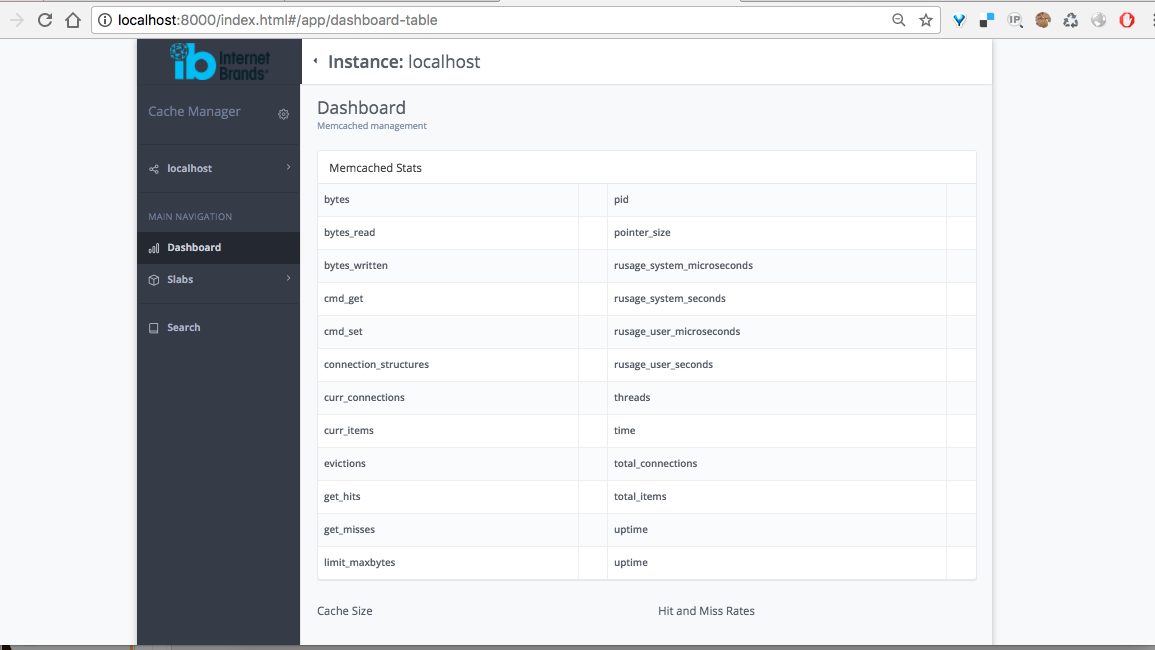 localhost:8000/index.html#/app/dashboard-table
IP
ib Internet
Brands
Instance: localhost
Cache Manager
localhost
MAIN NAVIGATION
Dashboard
Slabs
Search
Dashboard
Memcached management
Memcached Stats
bytes pid
bytes_read pointer_size
bytes_written rusage_system_microseconds
cmd_get rusage_system_seconds
cmd_set rusage_user_microseconds
connection_structures rusage_user_seconds
curr_connections threads
curr_items time
evictions total_connections
get_hits total_items
get_misses uptime
limit_maxbytes uptime
Cache Size Hit and Miss Rates